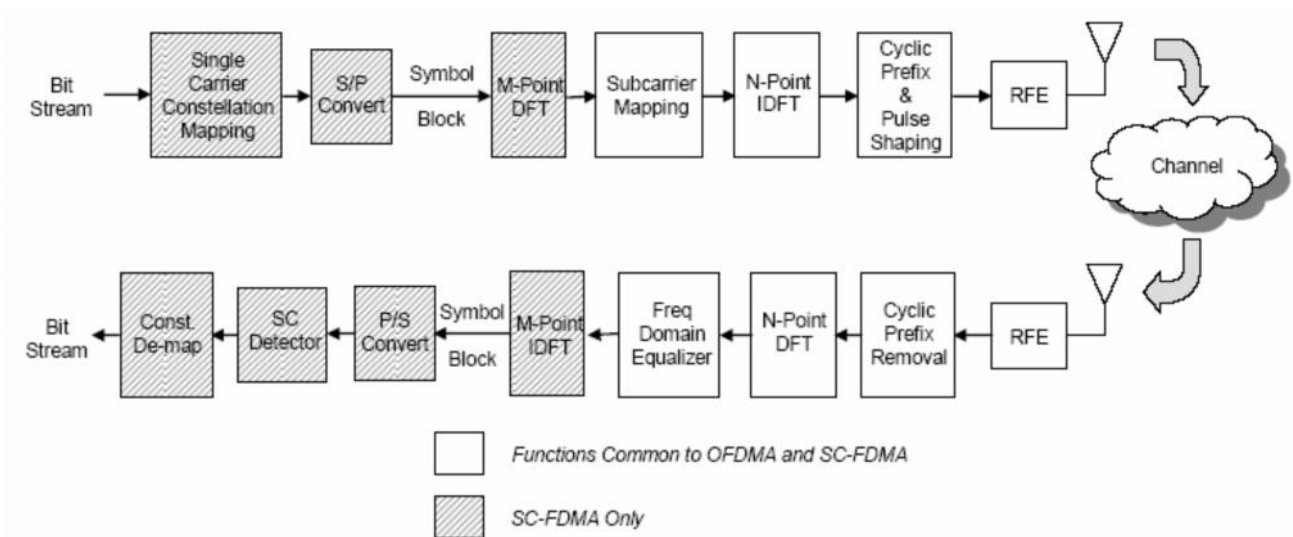 Bit
Stream
Single
Carrier
Constellation
Mapping
S/P
Convert
Symbol
Block
M-Point
DFT
Subcarrier
Mapping
N-Point
IDFT
Cyclic
Prefix
&
Pulse
Shaping
RFE
Channel
Bit
Stream
Const.
De-map
SC
Detector
P/S
Convert
Symbol
Block
M-Point
IDFT
Freq
Domain
Equalizer
N-Point
DFT
Cyclic
Prefix
Removal
RFE
Functions Common to OFDMA and SC-FDMA
SC-FDMA Only